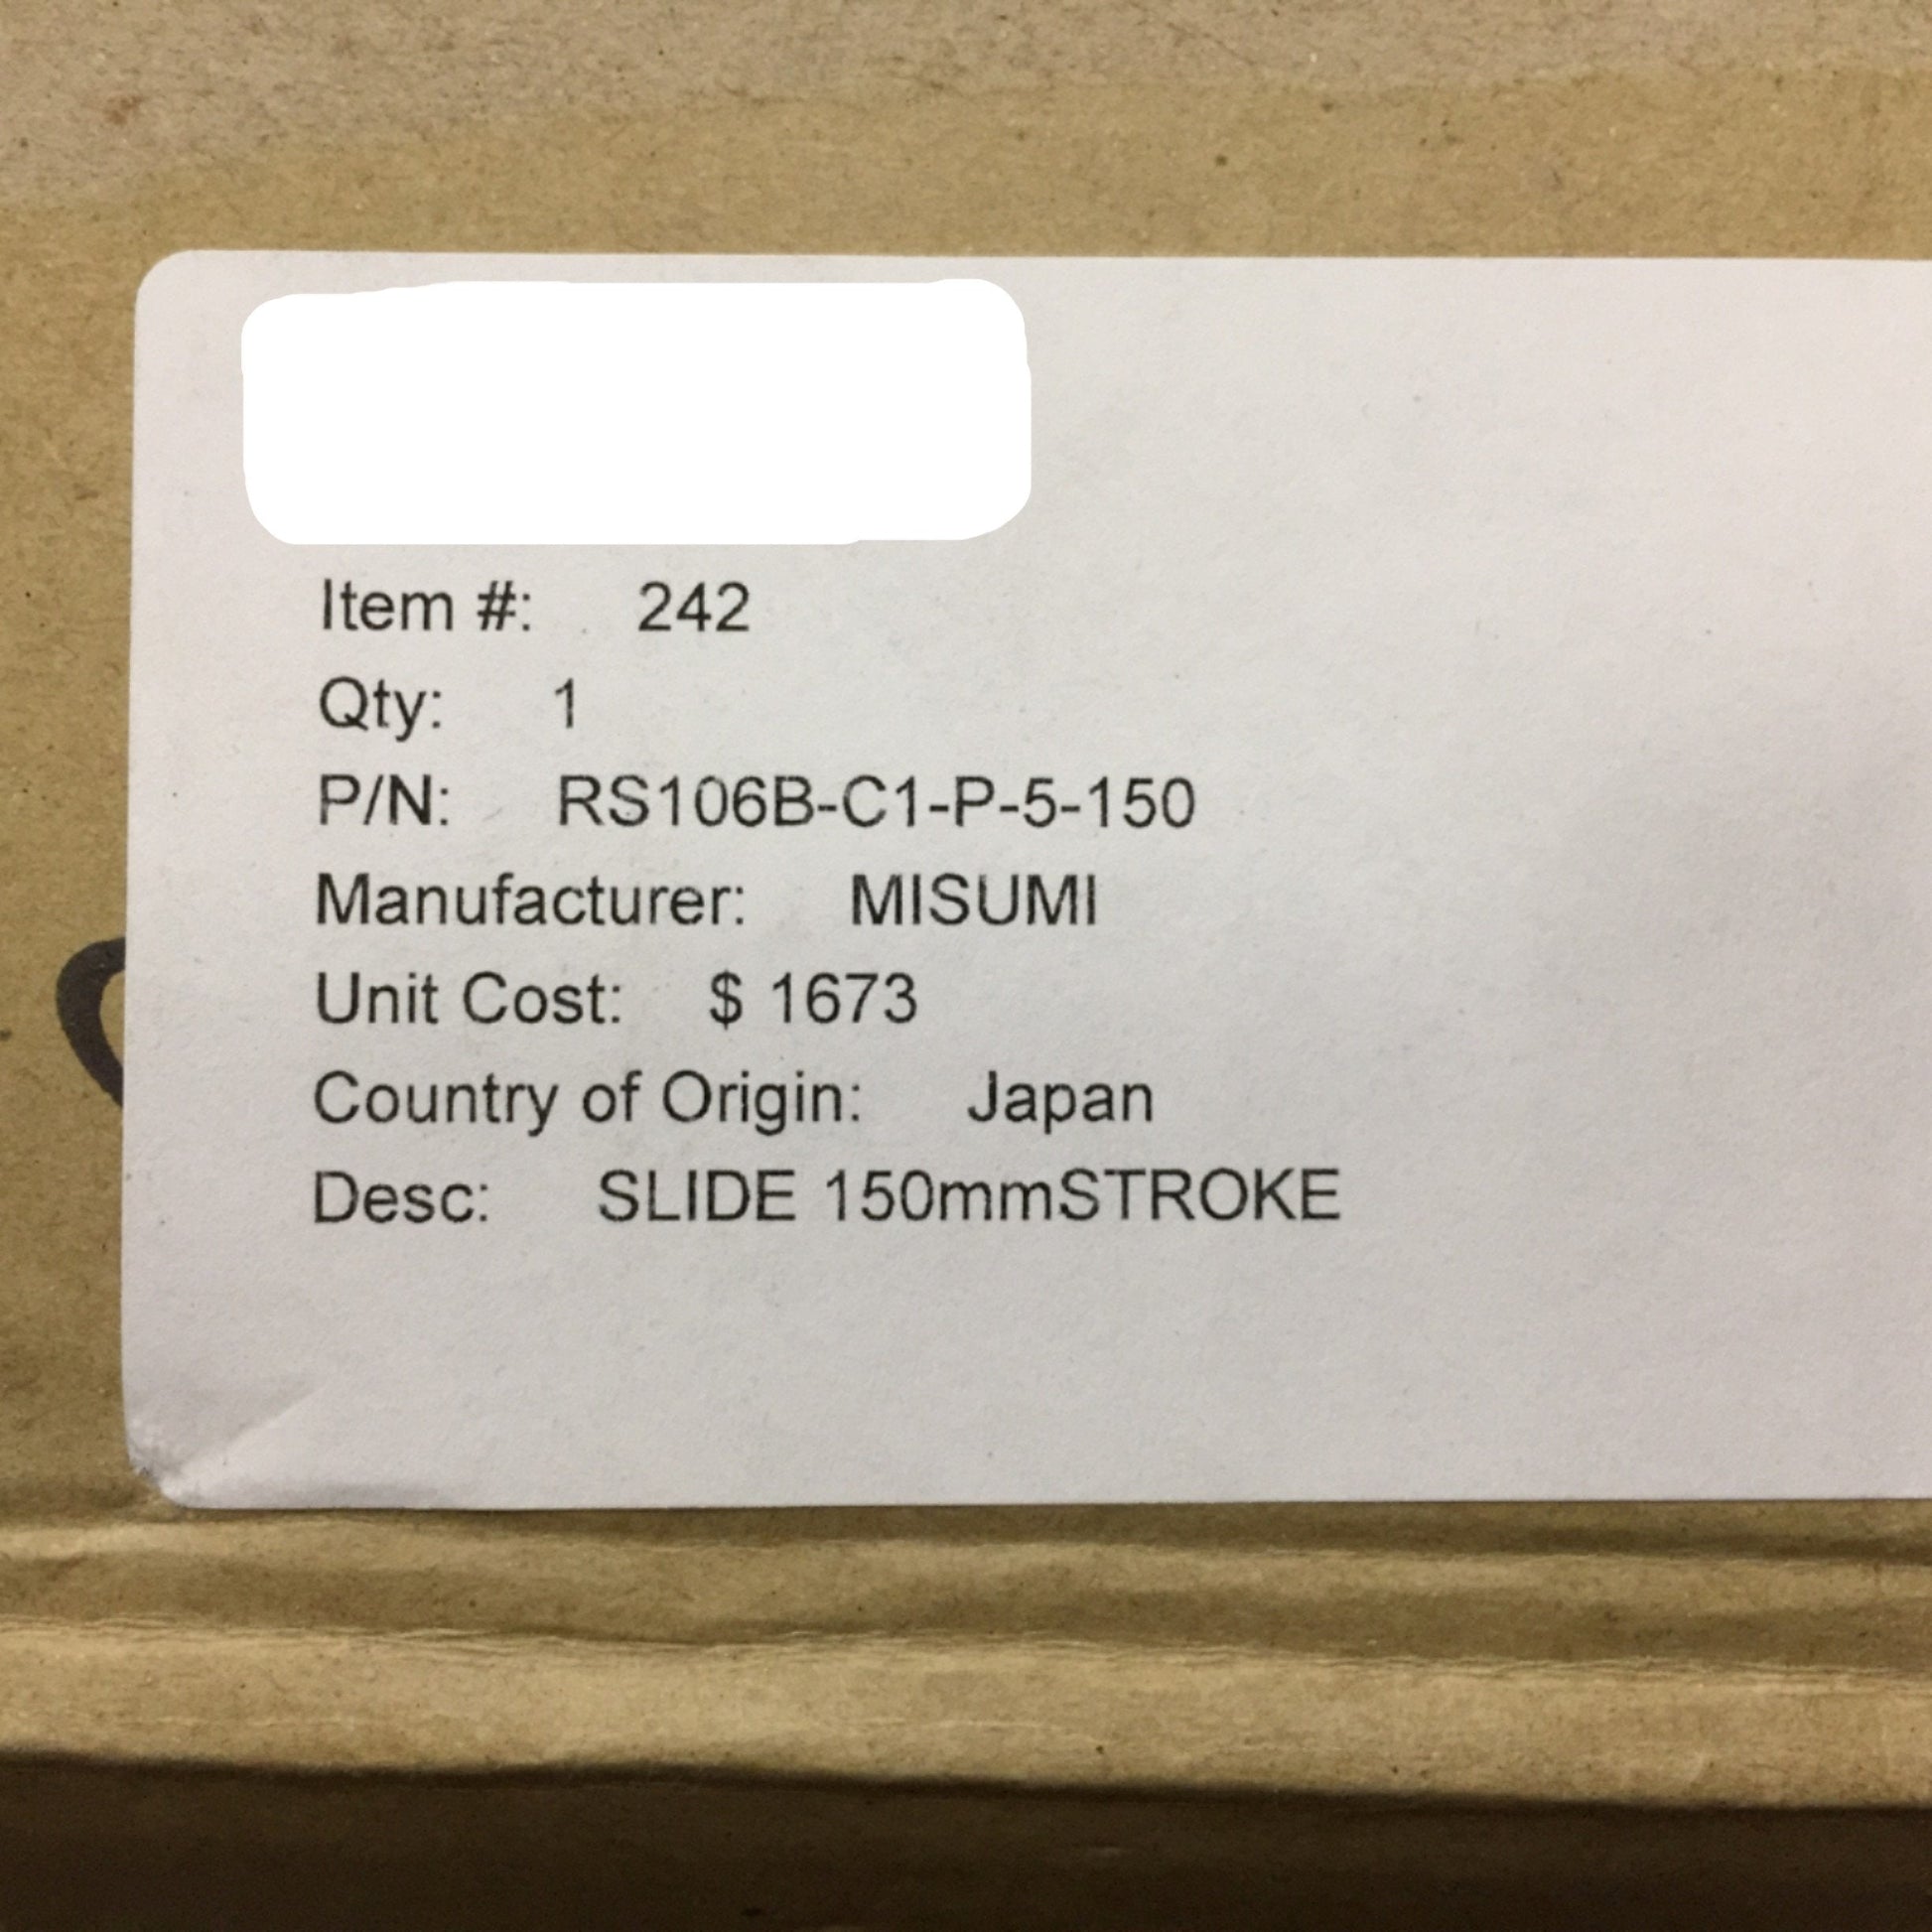 Item #: 242
Qty: 1
P/N: RS106B-C1-P-5-150
Manufacturer: MISUMI
Unit Cost: $ 1673
Country of Origin: Japan
Desc: SLIDE 150mmSTROKE